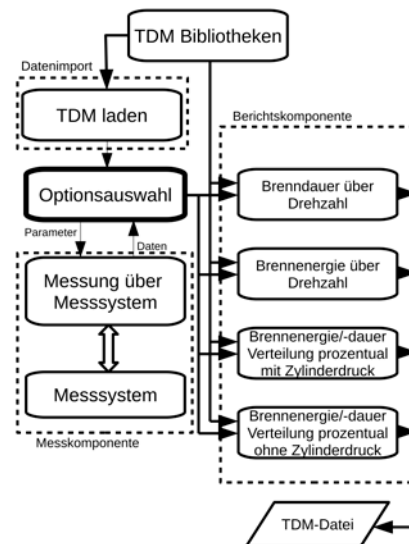 TDM Bibliotheken
Datenimport
TDM laden
Berichtskomponente
Optionsauswahl
Brenndauer über
Drehzahl
Parameter
Daten
Messung über
Messsystem
Brennenergie über
Drehzahl
Brennenergie/-dauer
Verteilung prozentual
mit Zylinderdruck
Messsystem
Messkomponente
Brennenergie/-dauer
Verteilung prozentual
ohne Zylinderdruck
TDM-Datei